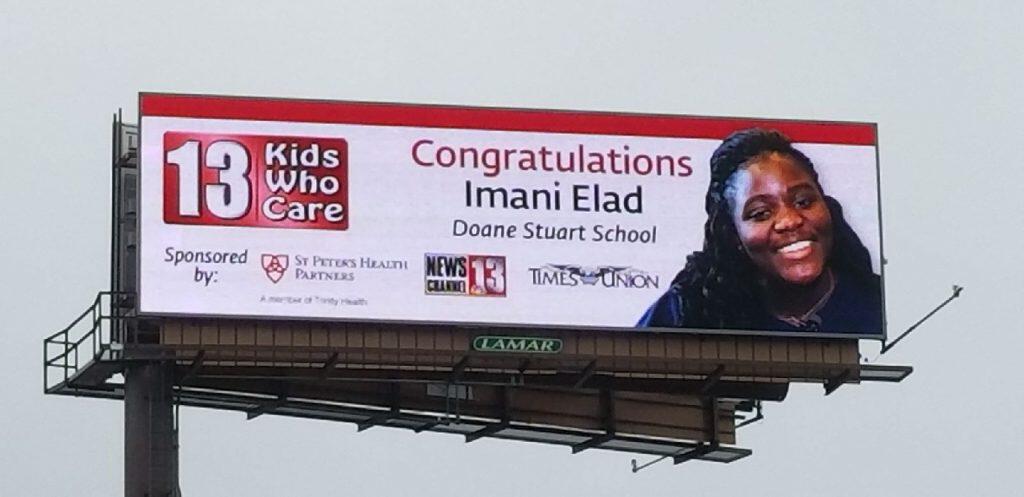 13
Kids
Who
Care
Congratulations
Imani Elad
Doane Stuart School
Sponsored
by:
St Peter's Health
Partners
A member of Trinity Health
NEWS
CHANNEL
13
Times Union
LAMAR